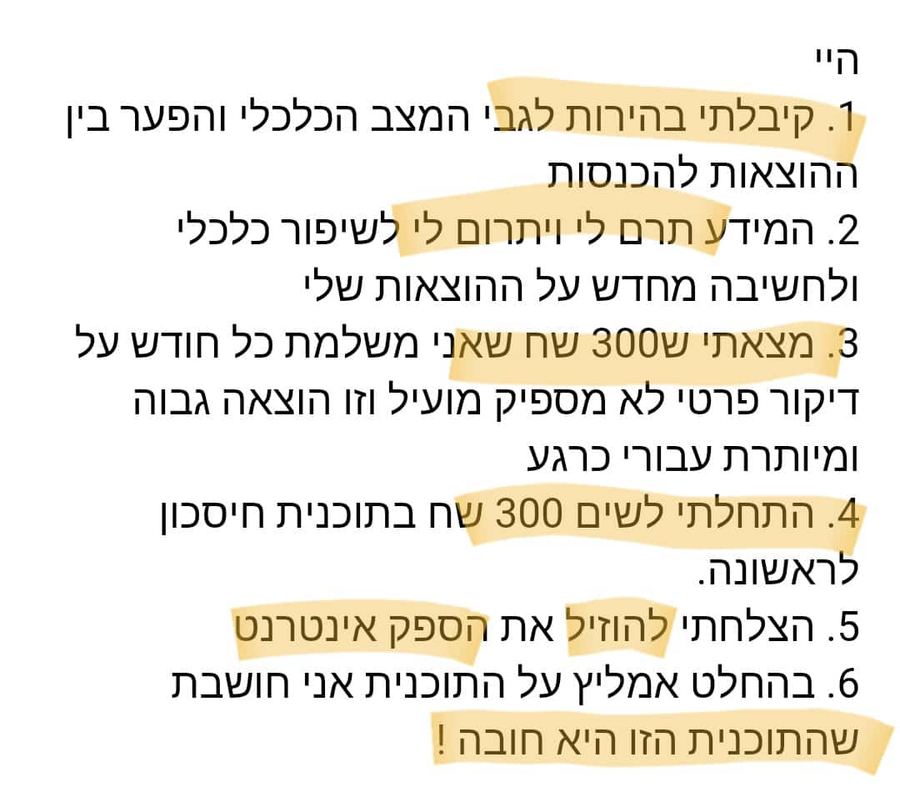 היי
1. קיבלתי בהירות לגבי המצב הכלכלי והפער בין
ההוצאות להכנסות
2. המידע תרם לי ויתרום לי לשיפור כלכלי
ולחשיבה מחדש על ההוצאות שלי
3. מצאתי ש300 שח שאני משלמת כל חודש על
דיקור פרטי לא מספיק מועיל וזו הוצאה גבוה
ומיותרת עבורי כרגע
4. התחלתי לשים 300 שח בתוכנית חיסכון
לראשונה.
5. הצלחתי להוזיל את הספק אינטרנט
6. בהחלט אמליץ על התוכנית אני חושבת
שהתוכנית הזו היא חובה !